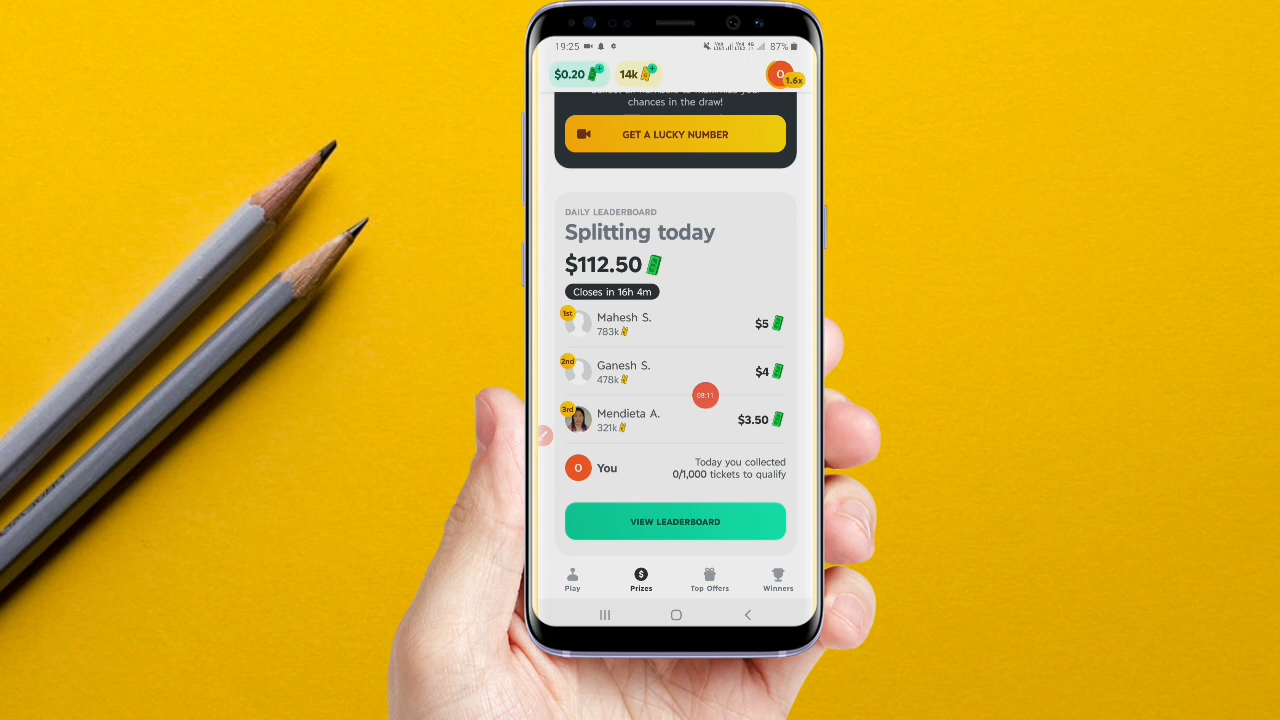 19:25
87%
$0.20
14k
O
1.6x
chances in the draw!
GET A LUCKY NUMBER
DAILY LEADERBOARD
Splitting today
$112.50
Closes in 16h 4m
1st
Mahesh S.
783k
$5
2nd
Ganesh S.
478k
$4
08:11
3rd
Mendieta A.
321k
$3.50
O
You
Today you collected
0/1,000 tickets to qualify
VIEW LEADERBOARD
Play
Prizes
Top Offers
Winners